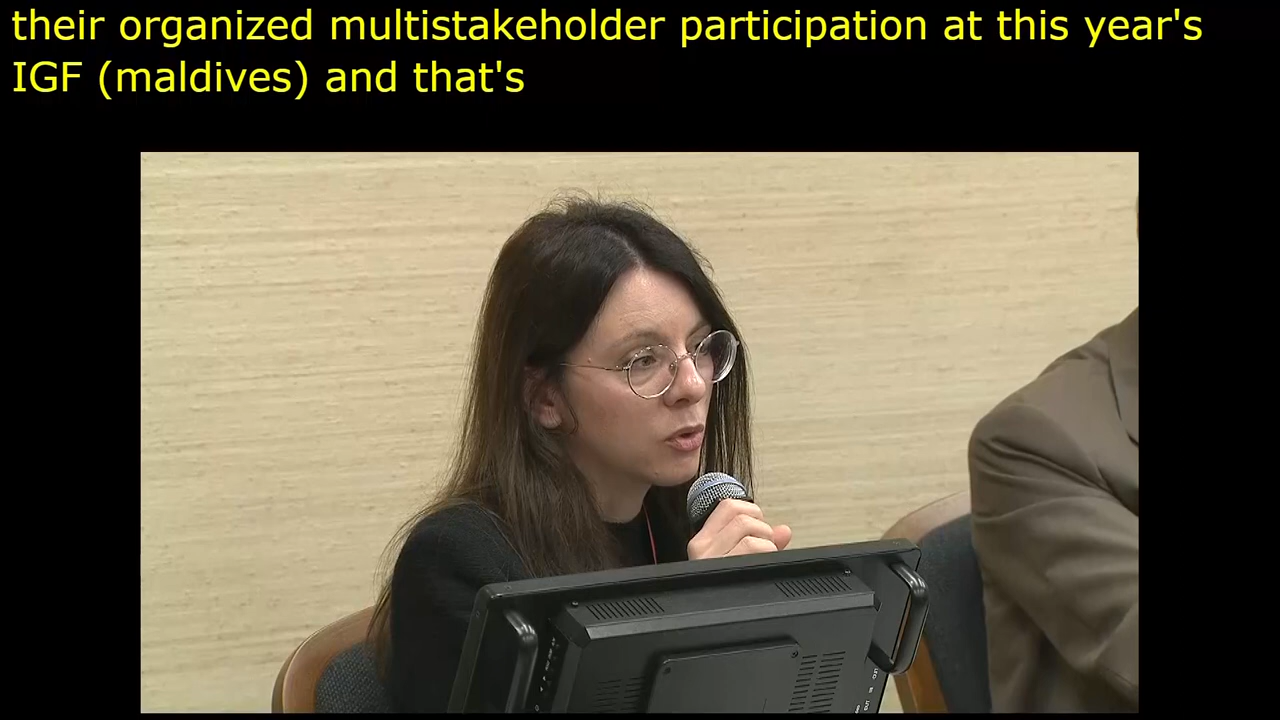 their organized multistakeholder participation at this year's
IGF (maldives) and that's